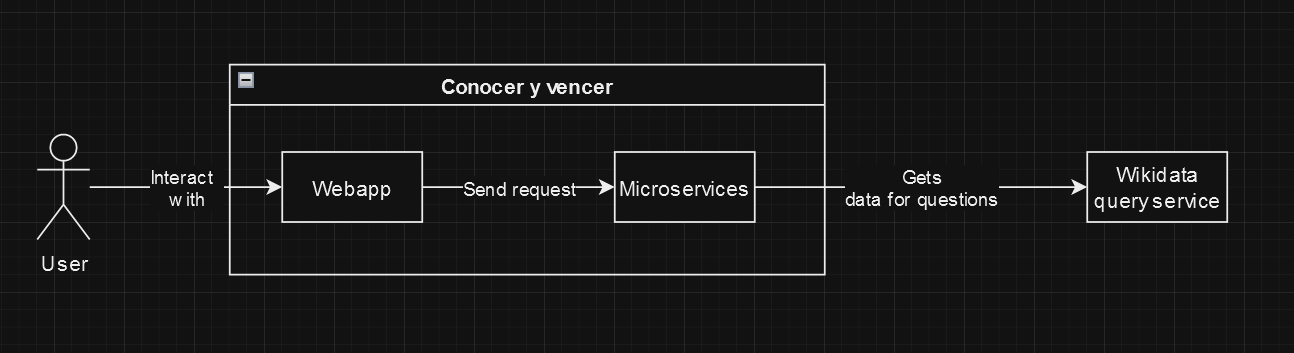 Conocer y vencer
Interact
with
Webapp
Send request
Microservices
Gets
data for questions
Wikidata
query service
User